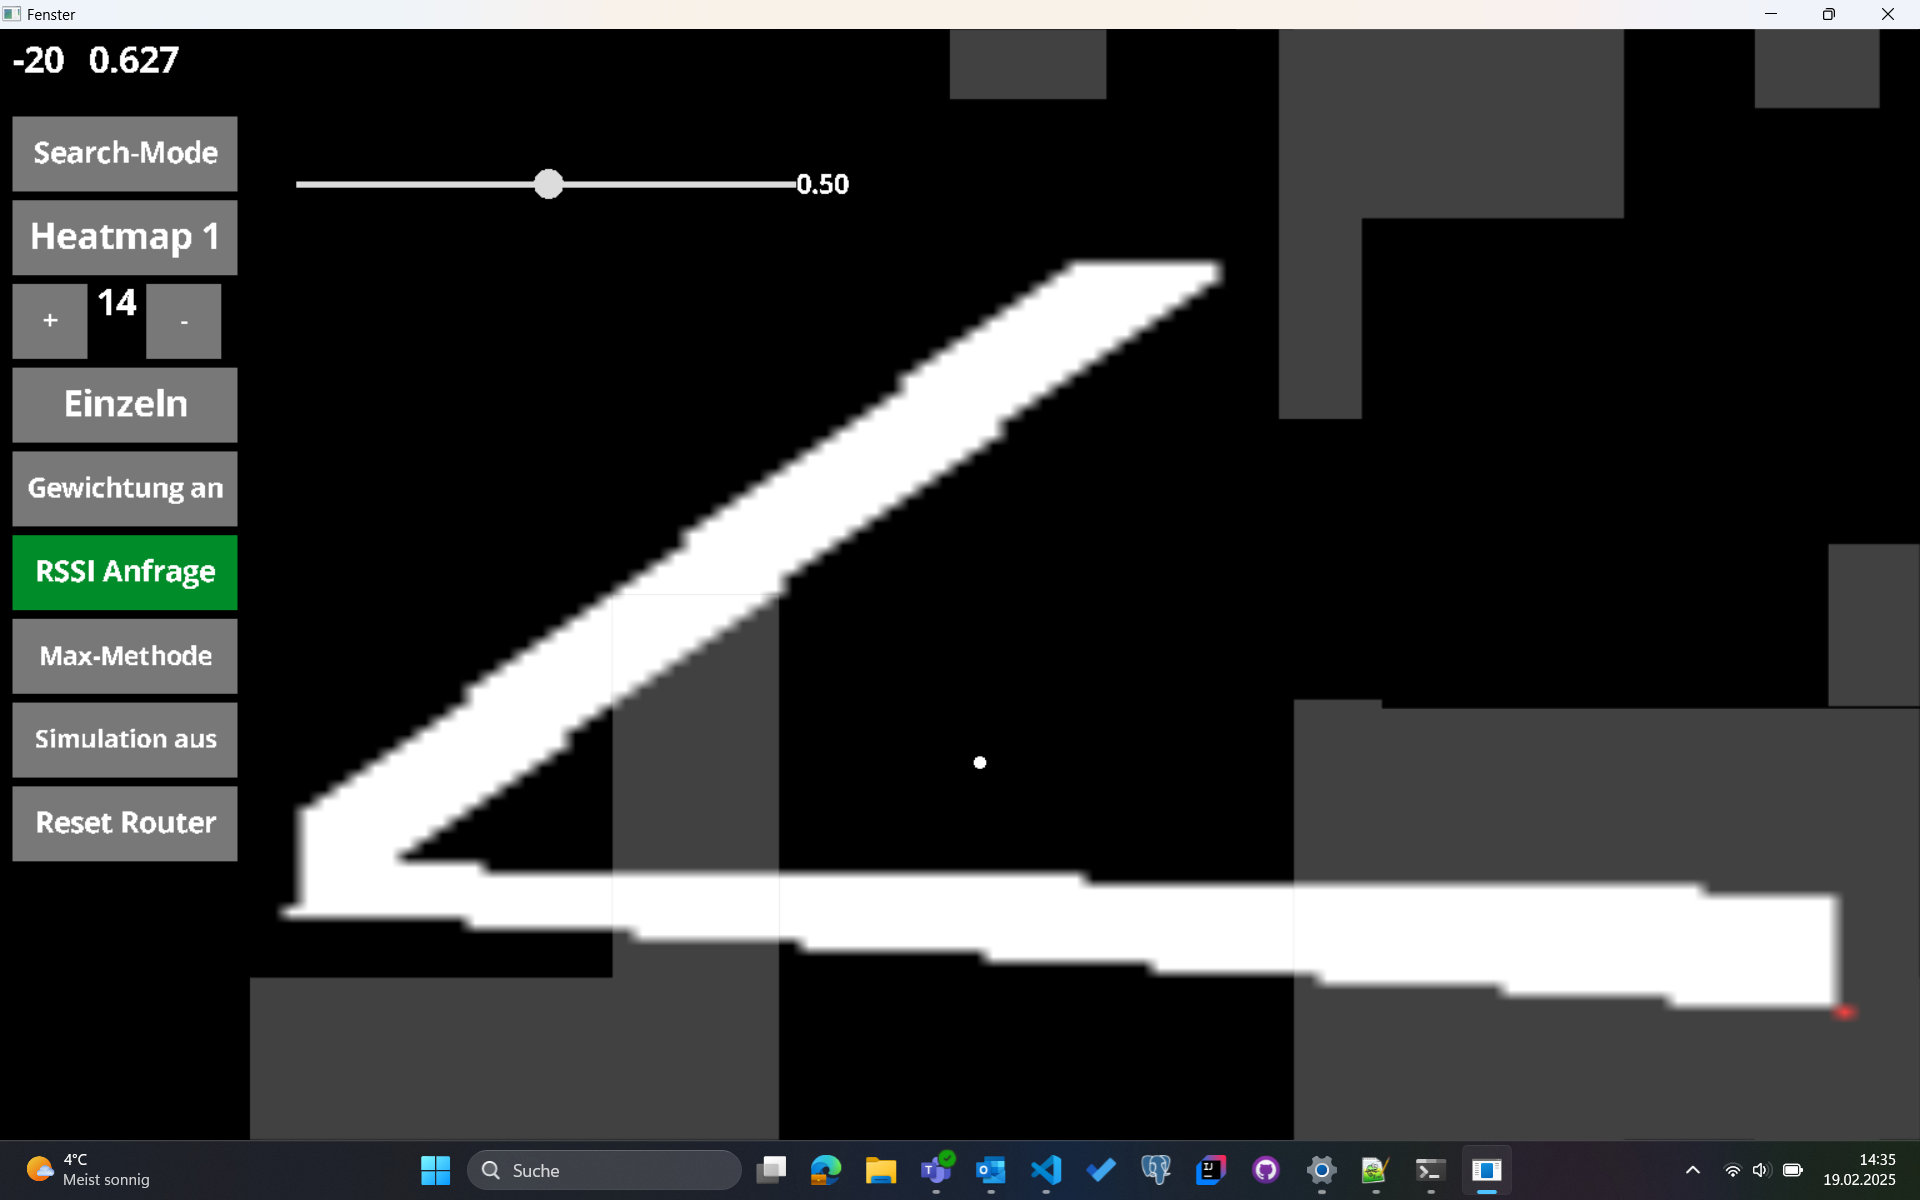 Fenster
-20 0.627
Search-Mode
0.50
Heatmap 1
+ 14 -
Einzeln
Gewichtung an
RSSI Anfrage
Max-Methode
Simulation aus
Reset Router
4°C
Meist sonnig
Suche
14:35
19.02.2025